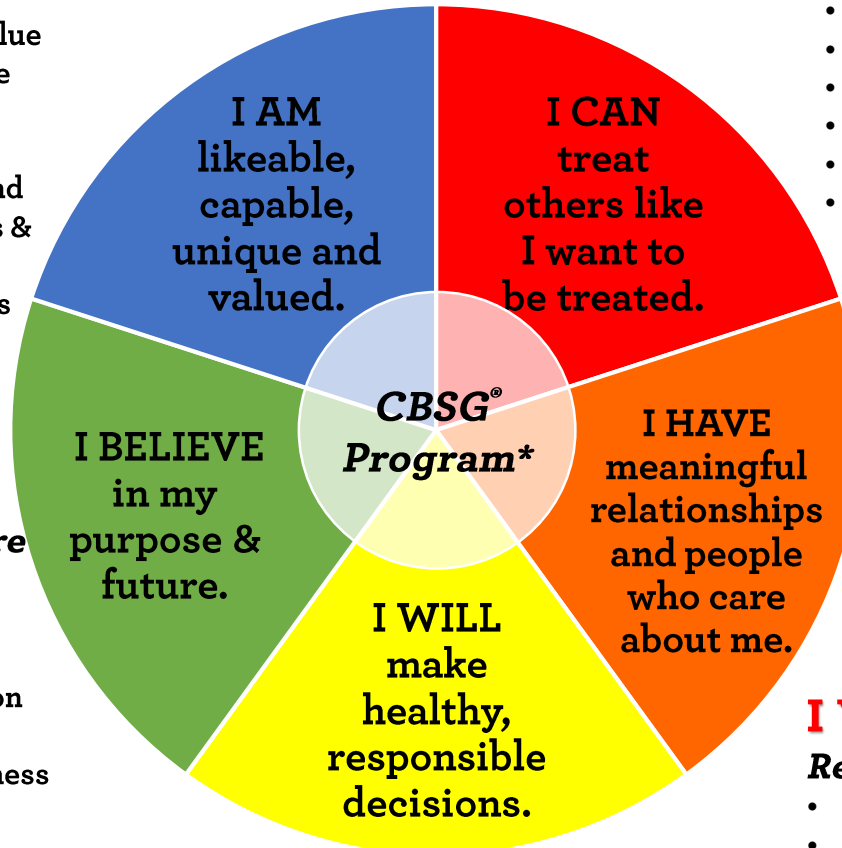 I AM
likeable,
capable,
unique and
valued.
I CAN
treat
others like
I want to
be treated.
I HAVE
meaningful
relationships
and people
who care
about me.
I WILL
make
healthy,
responsible
decisions.
I BELIEVE
in my
purpose &
future.
CBSG®
Program*
&
I